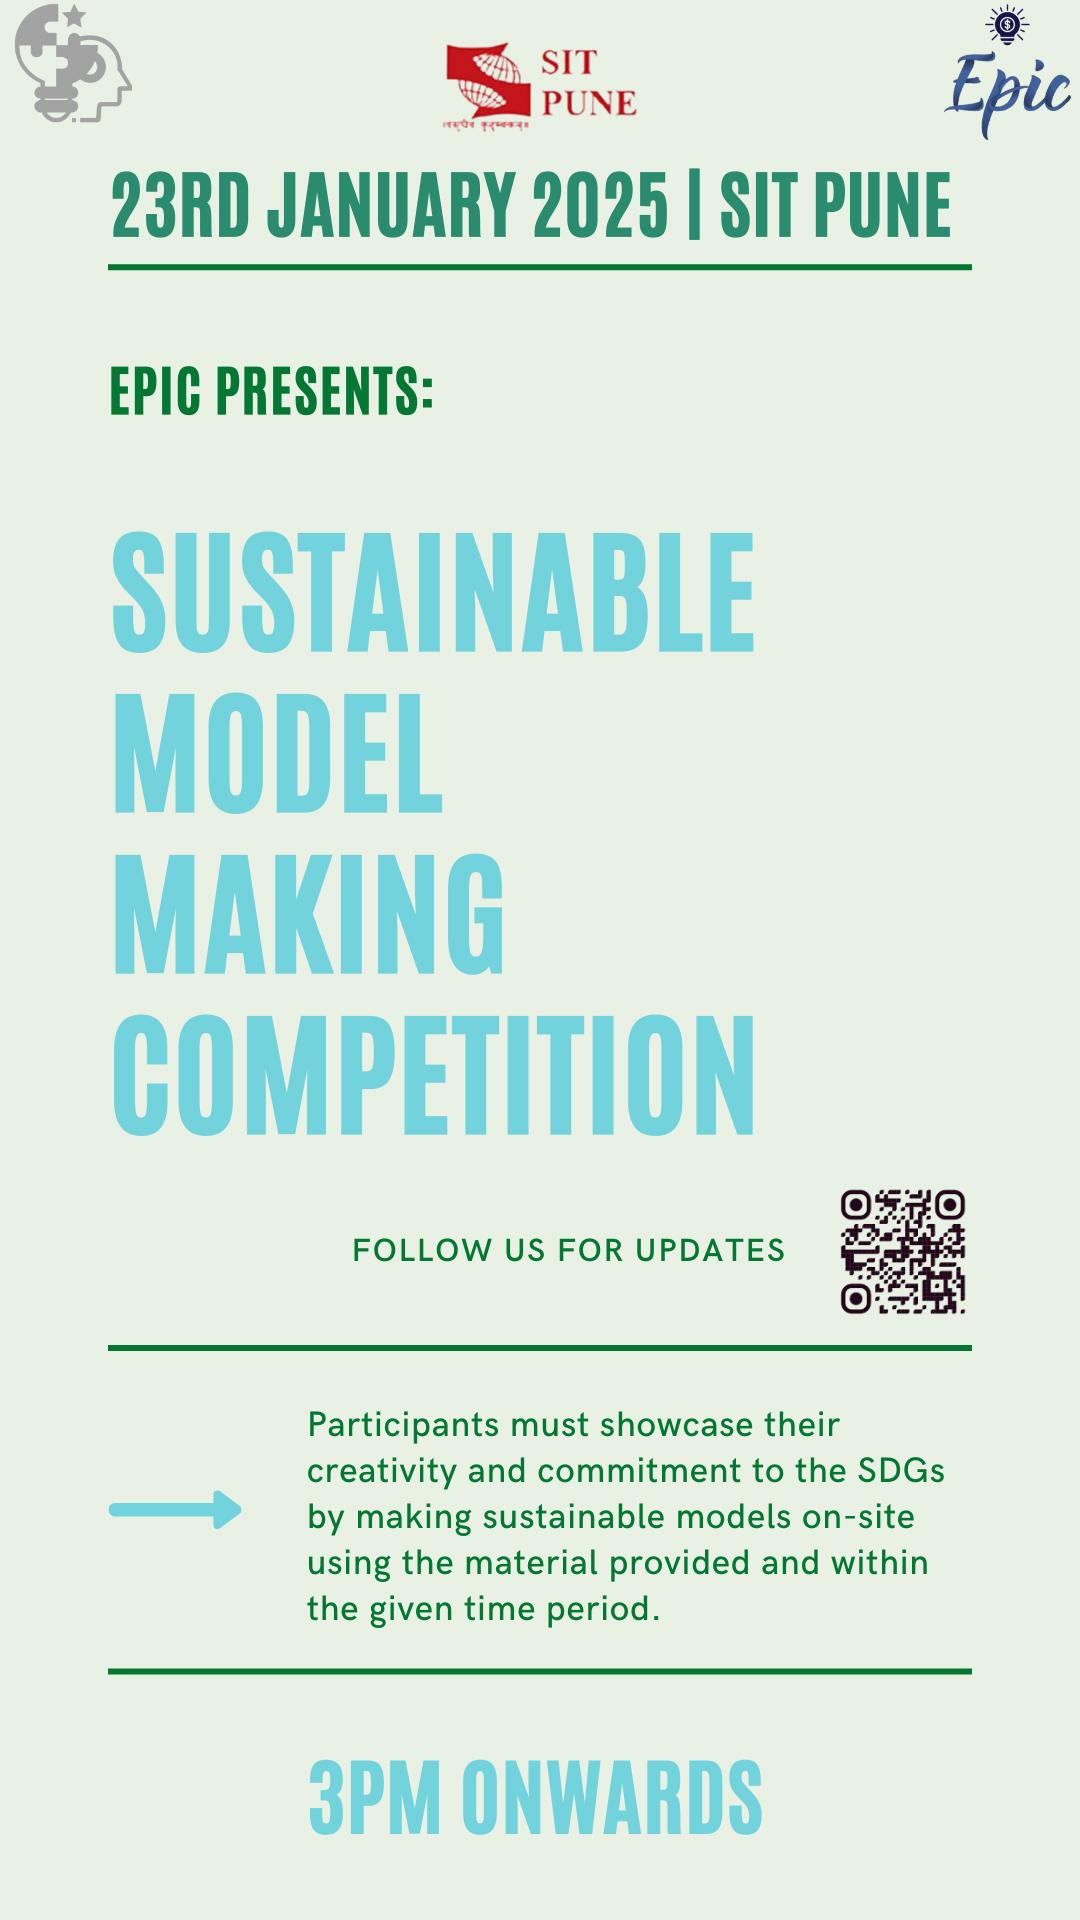 SIT
PUNE
Epic
23RD JANUARY 2025 | SIT PUNE
EPIC PRESENTS:
SUSTAINABLE
MODEL
MAKING
COMPETITION
FOLLOW US FOR UPDATES
Participants must showcase their
creativity and commitment to the SDGs
by making sustainable models on-site
using the material provided and within
the given time period.
3PM ONWARDS